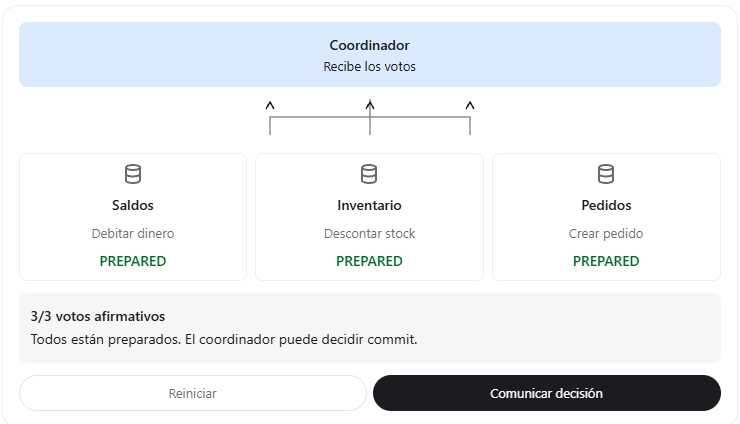 Coordinador
Recibe los votos
Saldos
Debitar dinero
PREPARED
Inventario
Descontar stock
PREPARED
Pedidos
Crear pedido
PREPARED
3/3 votos afirmativos
Todos están preparados. El coordinador puede decidir commit.
Reiniciar
Comunicar decisión